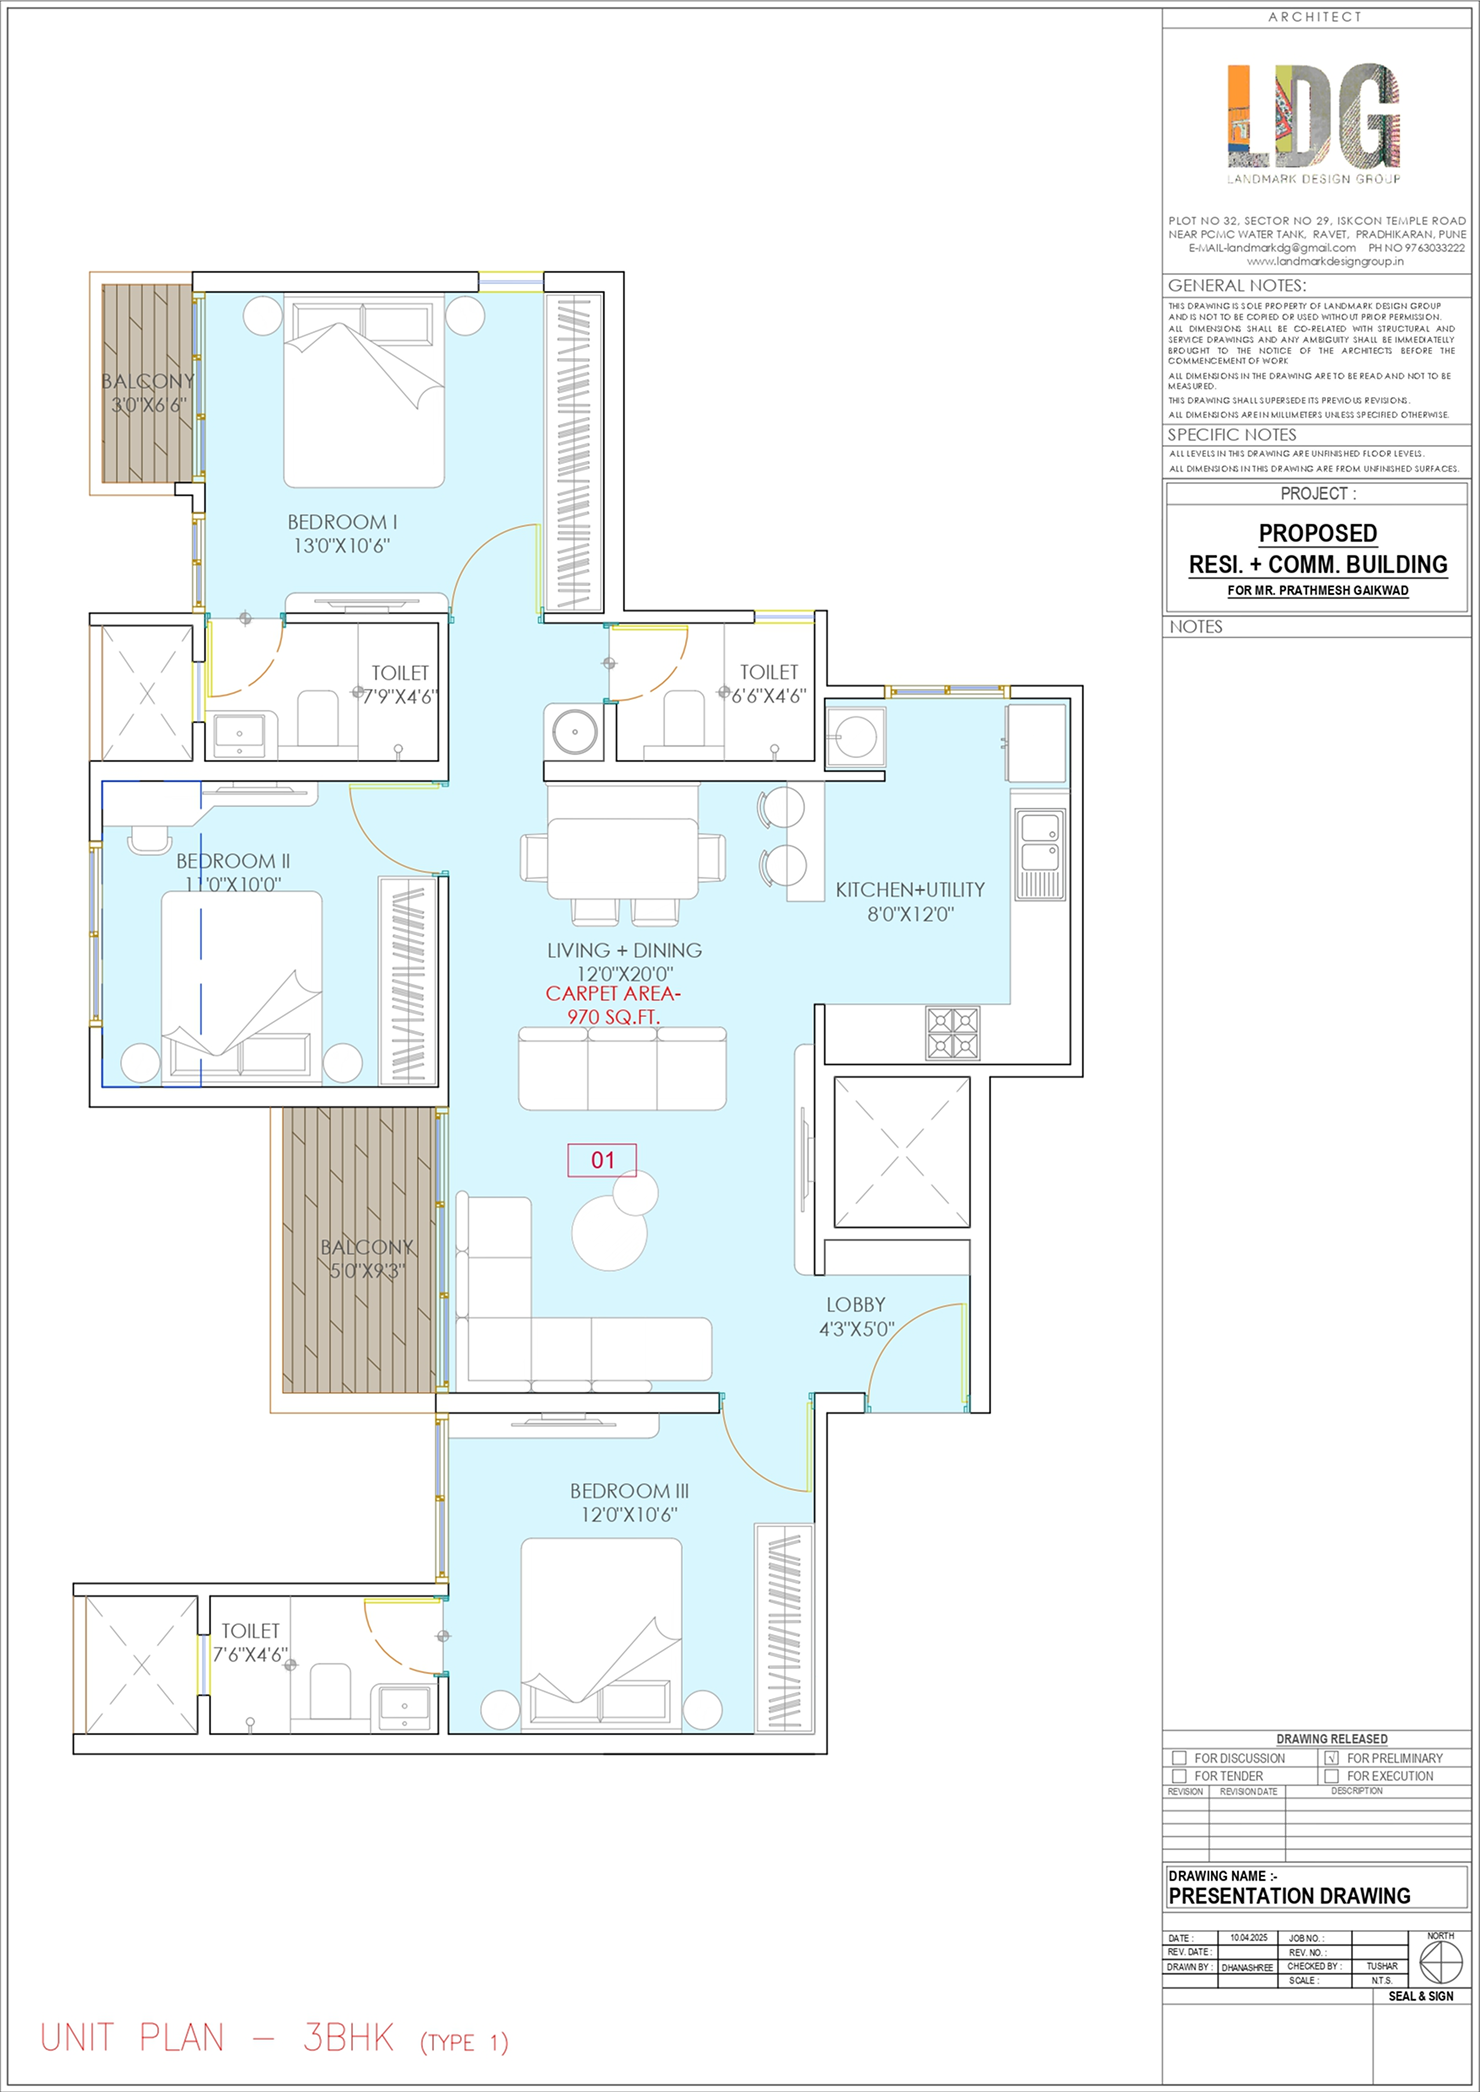 BALCONY
3'0"X6'6"
BEDROOM I
13'0"X10'6"
TOILET
7'9"X4'6"
TOILET
6'6"X4'6"
BEDROOM II
11'0"X10'0"
KITCHEN+UTILITY
8'0"X12'0"
LIVING + DINING
12'0"X20'0"
CARPET AREA-
970 SQ.FT.
01
BALCONY
5'0"X9'3"
LOBBY
4'3"X5'0"
BEDROOM III
12'0"X10'6"
TOILET
7'6"X4'6"
UNIT PLAN - 3BHK (TYPE 1)
ARCHITECT
LDG
LANDMARK DESIGN GROUP
PLOT NO 32, SECTOR NO 29, ISKCON TEMPLE ROAD
NEAR PCMC WATER TANK, RAVET, PRADHIKARAN, PUNE
E-MAIL-landmarkdg@gmail.com PH NO 9763033222
www.landmarkdesigngroup.in
GENERAL NOTES:
THIS DRAWING IS SOLE PROPERTY OF LANDMARK DESIGN GROUP
AND IS NOT TO BE COPIED OR USED WITHOUT PRIOR PERMISSION.
ALL DIMENSIONS SHALL BE CO-RELATED WITH STRUCTURAL AND
SERVICE DRAWINGS AND ANY AMBIGUITY SHALL BE IMMEDIATELLY
BROUGHT TO THE NOTICE OF THE ARCHITECTS BEFORE THE
COMMENCEMENT OF WORK
ALL DIMENSIONS IN THE DRAWING ARE TO BE READ AND NOT TO BE
MEASURED.
THIS DRAWING SHALL SUPERSEDE ITS PREVIOUS REVISIONS.
ALL DIMENSIONS ARE IN MILLIMETERS UNLESS SPECIFIED OTHERWISE.
SPECIFIC NOTES
ALL LEVELS IN THIS DRAWING ARE UNFINISHED FLOOR LEVELS.
ALL DIMENSIONS IN THIS DRAWING ARE FROM UNFINISHED SURFACES.
PROJECT :
PROPOSED
RESI. + COMM. BUILDING
FOR MR. PRATHMESH GAIKWAD
NOTES
DRAWING RELEASED
FOR DISCUSSION √ FOR PRELIMINARY
FOR TENDER FOR EXECUTION
REVISION REVISION DATE DESCRIPTION
DRAWING NAME :-
PRESENTATION DRAWING
DATE : 10.04.2025 JOB NO. : NORTH
REV. DATE : REV. NO. :
DRAWN BY : DHANASHREE CHECKED BY : TUSHAR
SCALE : N.T.S.
SEAL & SIGN